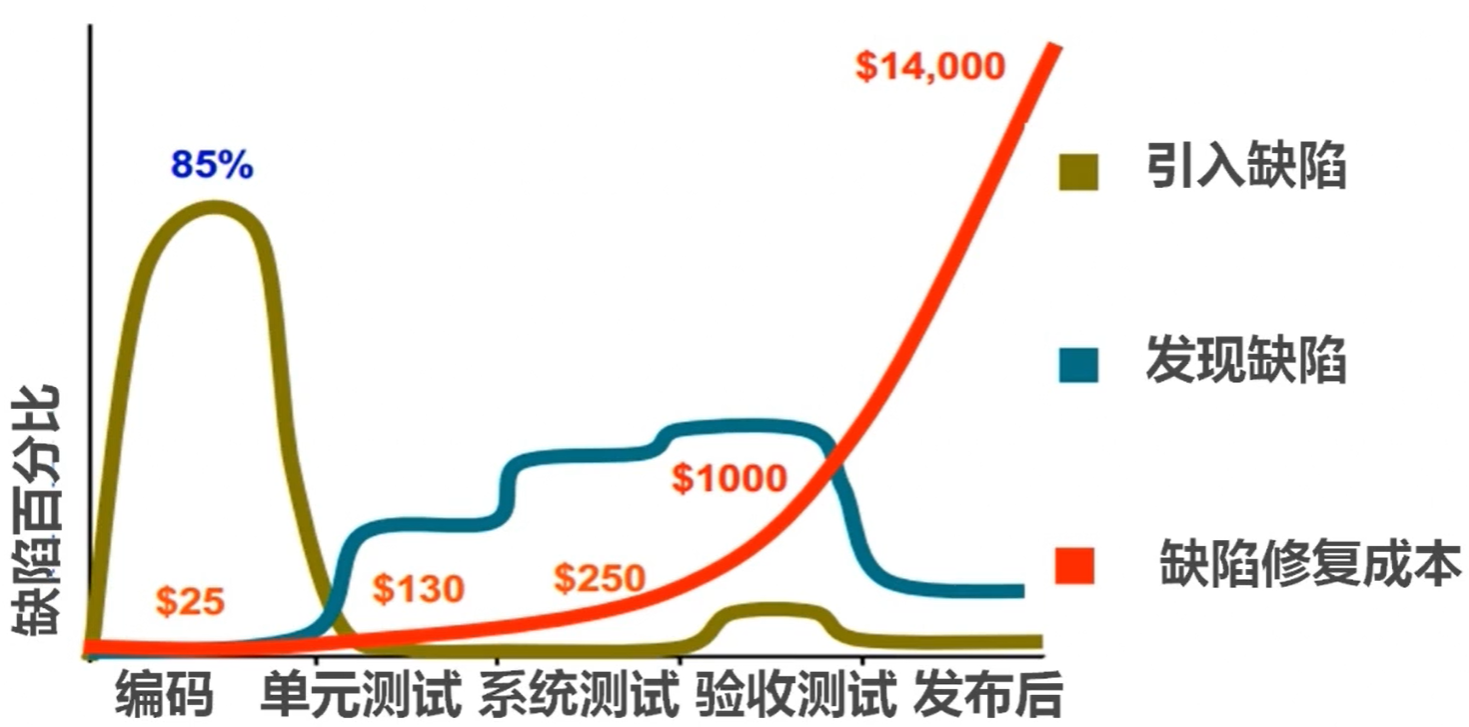 $14,000
85%
引入缺陷
发现缺陷
缺陷百分比
$1000
$250
$130
$25
缺陷修复成本
编码 单元测试 系统测试 验收测试 发布后